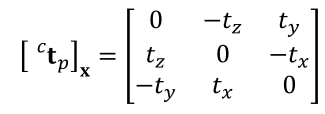 [ ᶜ𝐭ₚ ]ₓ = [ 0 −t_z t_y
t_z 0 −t_x
−t_y t_x 0 ]